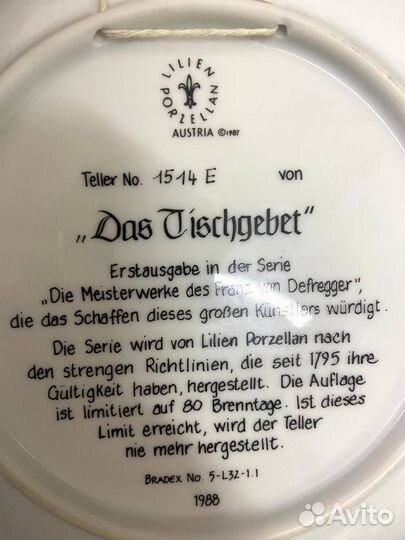 LILIEN
PORZELLAN
AUSTRIA ©1987
Teller No. 1514 E von
„Das Tischgebet"
Erstausgabe in der Serie
„Die Meisterwerke des Franz von Defregger",
die das Schaffen dieses großen Künstlers würdigt.
Die Serie wird von Lilien Porzellan nach
den strengen Richtlinien, die seit 1795 ihre
Gültigkeit haben, hergestellt. Die Auflage
ist limitiert auf 80 Brenntage. Ist dieses
Limit erreicht, wird der Teller
nie mehr hergestellt.
BRADEX No. 5-L32-1.1
1988
Avito